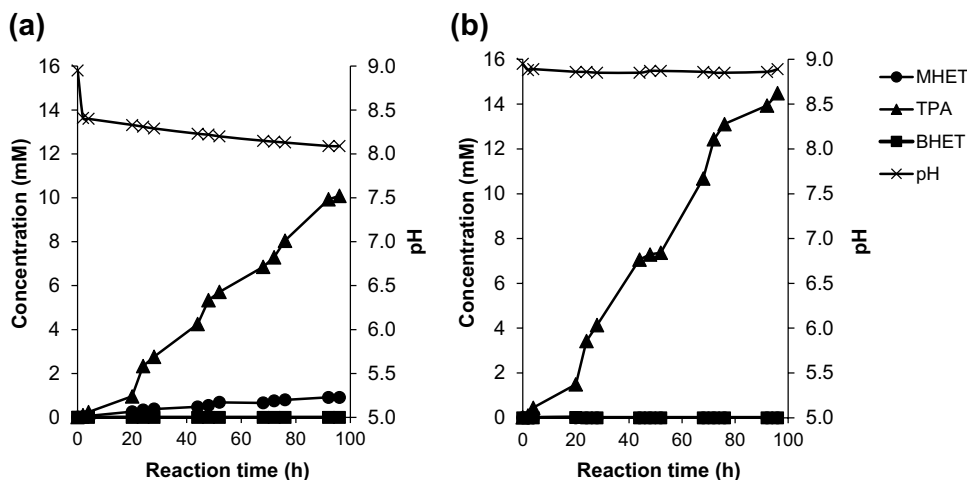 (a)
16
14
12
10
8
6
4
2
0
Concentration (mM)
9.0
8.5
8.0
7.5
7.0
6.5
6.0
5.5
5.0
pH
0 20 40 60 80 100
Reaction time (h)
(b)
16
14
12
10
8
6
4
2
0
Concentration (mM)
9.0
8.5
8.0
7.5
7.0
6.5
6.0
5.5
5.0
pH
0 20 40 60 80 100
Reaction time (h)
MHET
TPA
BHET
pH